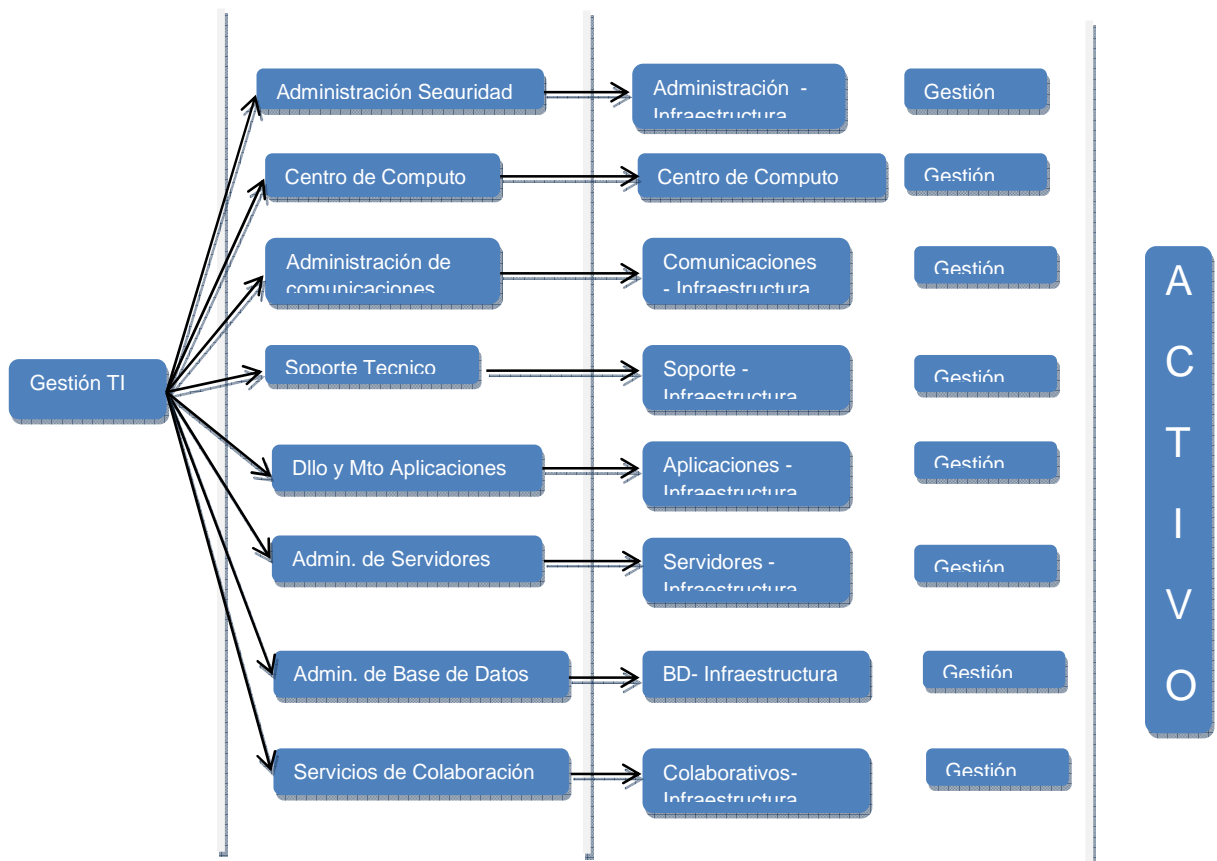 Administración Seguridad
Administración -
Infraestructura
Gestión
Centro de Computo
Centro de Computo
Gestión
Administración de
comunicaciones
Comunicaciones
- Infraestructura
Gestión
Gestión TI
Soporte Tecnico
Soporte -
Infraestructura
Gestión
Dllo y Mto Aplicaciones
Aplicaciones -
Infraestructura
Gestión
Admin. de Servidores
Servidores -
Infraestructura
Gestión
Admin. de Base de Datos
BD- Infraestructura
Gestión
Servicios de Colaboración
Colaborativos-
Infraestructura
Gestión
A
C
T
I
V
O